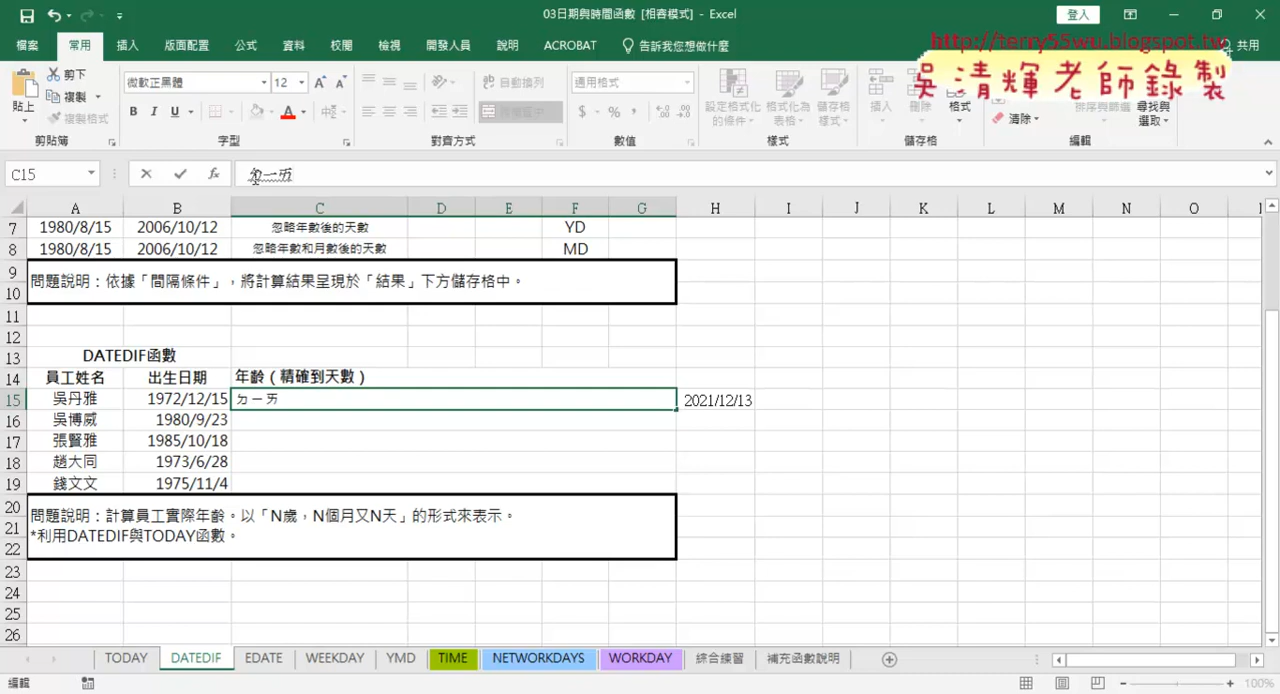 03日期與時間函數 [相容模式] - Excel
登入
檔案 常用 插入 版面配置 公式 資料 校閱 檢視 開發人員 說明 ACROBAT 告訴我您想做什麼 共用
http://terry55wu.blogspot.tw
吳清輝老師錄製
貼上 剪下 複製 複製格式
微軟正黑體 12
B I U
自動換列
通用格式
$ %
設定格式化的條件 格式化為表格 儲存格樣式
插入 刪除 格式
清除 排序與篩選 尋找與選取
剪貼簿 字型 對齊方式 數值 樣式 儲存格 編輯
C15 fx ㄉㄧㄞ
A B C D E F G H I J K L M N O
7 1980/8/15 2006/10/12 忽略年數後的天數 YD
8 1980/8/15 2006/10/12 忽略年數和月數後的天數 MD
9
問題說明：依據「間隔條件」，將計算結果呈現於「結果」下方儲存格中。
10
11
12
13 DATEDIF函數
14 員工姓名 出生日期 年齡（精確到天數）
15 吳丹雅 1972/12/15 ㄉㄧㄞ 2021/12/13
16 吳博威 1980/9/23
17 張賢雅 1985/10/18
18 趙大同 1973/6/28
19 錢文文 1975/11/4
20 問題說明：計算員工實際年齡。以「N歲，N個月又N天」的形式來表示。
21 *利用DATEDIF與TODAY函數。
22
23
24
25
26
TODAY DATEDIF EDATE WEEKDAY YMD TIME NETWORKDAYS WORKDAY 綜合練習 補充函數說明
編輯 100%